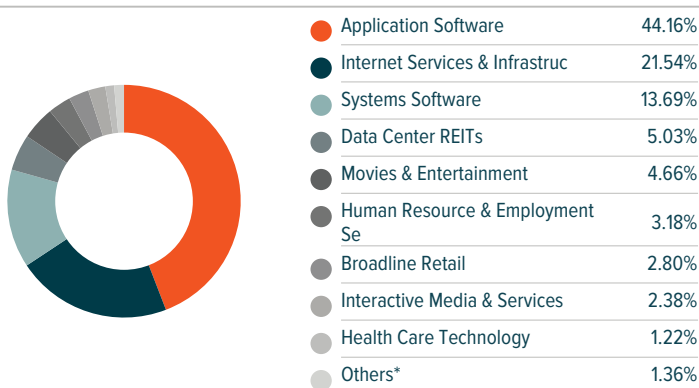 Application Software 44.16%
Internet Services & Infrastruc 21.54%
Systems Software 13.69%
Data Center REITs 5.03%
Movies & Entertainment 4.66%
Human Resource & Employment
Se 3.18%
Broadline Retail 2.80%
Interactive Media & Services 2.38%
Health Care Technology 1.22%
Others* 1.36%